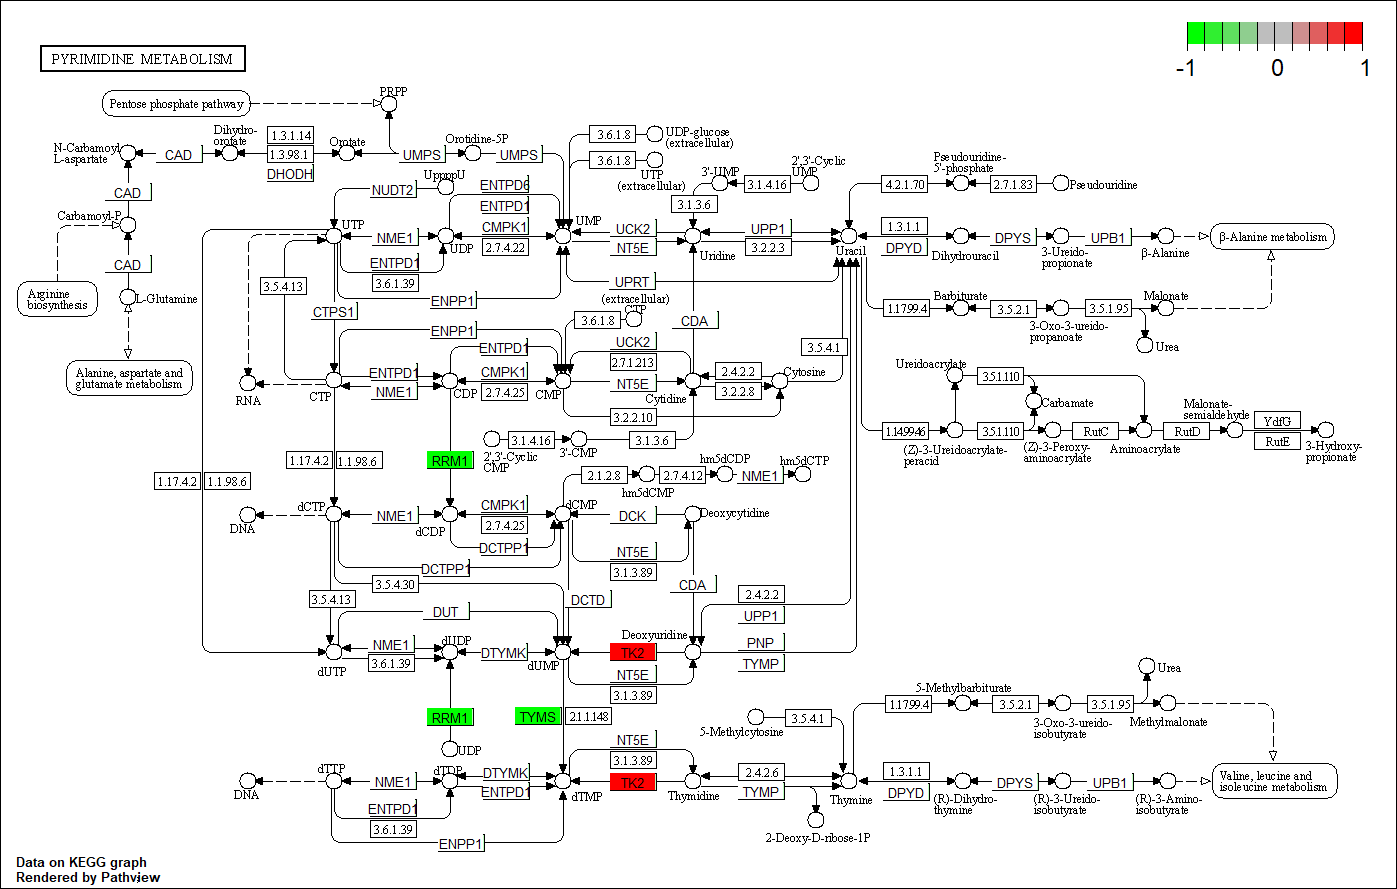 PYRIMIDINE METABOLISM
-1 0 1
Pentose phosphate pathway
PRPP
N-Carbamoyl
L-aspartate
CAD
Dihydro-
orotate
1.3.1.14
1.3.98.1
DHODH
Orotate
UMPS
Orotidine-5P
UMPS
3.6.1.8
UDP-glucose
(extracellular)
3.6.1.8
UTP
(extracellular)
UppppU
NUDT2
ENTPD6
ENTPD1
CMPK1
2.7.4.22
3'-UMP
3.1.4.16
2',3'-Cyclic
UMP
3.1.3.6
Pseudouridine-
5'-phosphate
4.2.1.70
2.7.1.83
Pseudouridine
CAD
Carbamoyl-P
UTP
NME1
UDP
UMP
UCK2
NT5E
Uridine
UPP1
3.2.2.3
Uracil
1.3.1.1
DPYD
Dihydrouracil
DPYS
3-Ureido-
propionate
UPB1
β-Alanine
β-Alanine metabolism
CAD
ENTPD1
3.6.1.39
3.5.4.13
ENPP1
UPRT
Arginine
biosynthesis
L-Glutamine
CTPS1
(extracellular)
CTP
3.6.1.8
CDA
Barbiturate
1.17.99.4
3.5.2.1
3-Oxo-3-ureido-
propanoate
3.5.1.95
Malonate
Urea
ENPP1
ENTPD1
UCK2
2.7.1.213
3.5.4.1
Alanine, aspartate and
glutamate metabolism
RNA
CTP
ENTPD1
NME1
CDP
CMPK1
2.7.4.25
CMP
NT5E
Cytidine
2.4.2.2
3.2.2.8
Cytosine
3.2.2.10
Ureidoacrylate
3.5.1.110
Carbamate
Malonate-
semialdehyde
1.14.99.46
(Z)-3-Ureidoacrylate-
peracid
3.5.1.110
(Z)-3-Peroxy-
aminoacrylate
RutC
Aminoacrylate
RutD
YdfG
RutE
3-Hydroxy-
propionate
2',3'-Cyclic
CMP
3.1.4.16
3'-CMP
3.1.3.6
1.17.4.2
1.1.98.6
RRM1
1.17.4.2
1.1.98.6
2.1.2.8
hm5dCMP
2.7.4.12
hm5dCDP
NME1
hm5dCTP
DNA
dCTP
NME1
dCDP
CMPK1
2.7.4.25
dCMP
DCK
Deoxycytidine
DCTPP1
NT5E
3.1.3.89
DCTPP1
3.5.4.30
3.5.4.13
DCTD
CDA
2.4.2.2
UPP1
DUT
dUTP
NME1
3.6.1.39
dUDP
DTYMK
dUMP
TK2
Deoxyuridine
PNP
TYMP
NT5E
3.1.3.89
RRM1
UDP
TYMS
2.1.1.148
5-Methylcytosine
3.5.4.1
5-Methylbarbiturate
1.17.99.4
3.5.2.1
3-Oxo-3-ureido-
isobutyrate
3.5.1.95
Urea
Methylmalonate
NT5E
3.1.3.89
DNA
dTTP
NME1
dTDP
DTYMK
ENTPD1
dTMP
TK2
Thymidine
2.4.2.6
TYMP
Thymine
1.3.1.1
DPYD
(R)-Dihydro-
thymine
DPYS
(R)-3-Ureido-
isobutyrate
UPB1
(R)-3-Amino-
isobutyrate
Valine, leucine and
isoleucine metabolism
ENTPD1
3.6.1.39
ENPP1
2-Deoxy-D-ribose-1P
Data on KEGG graph
Rendered by Pathview